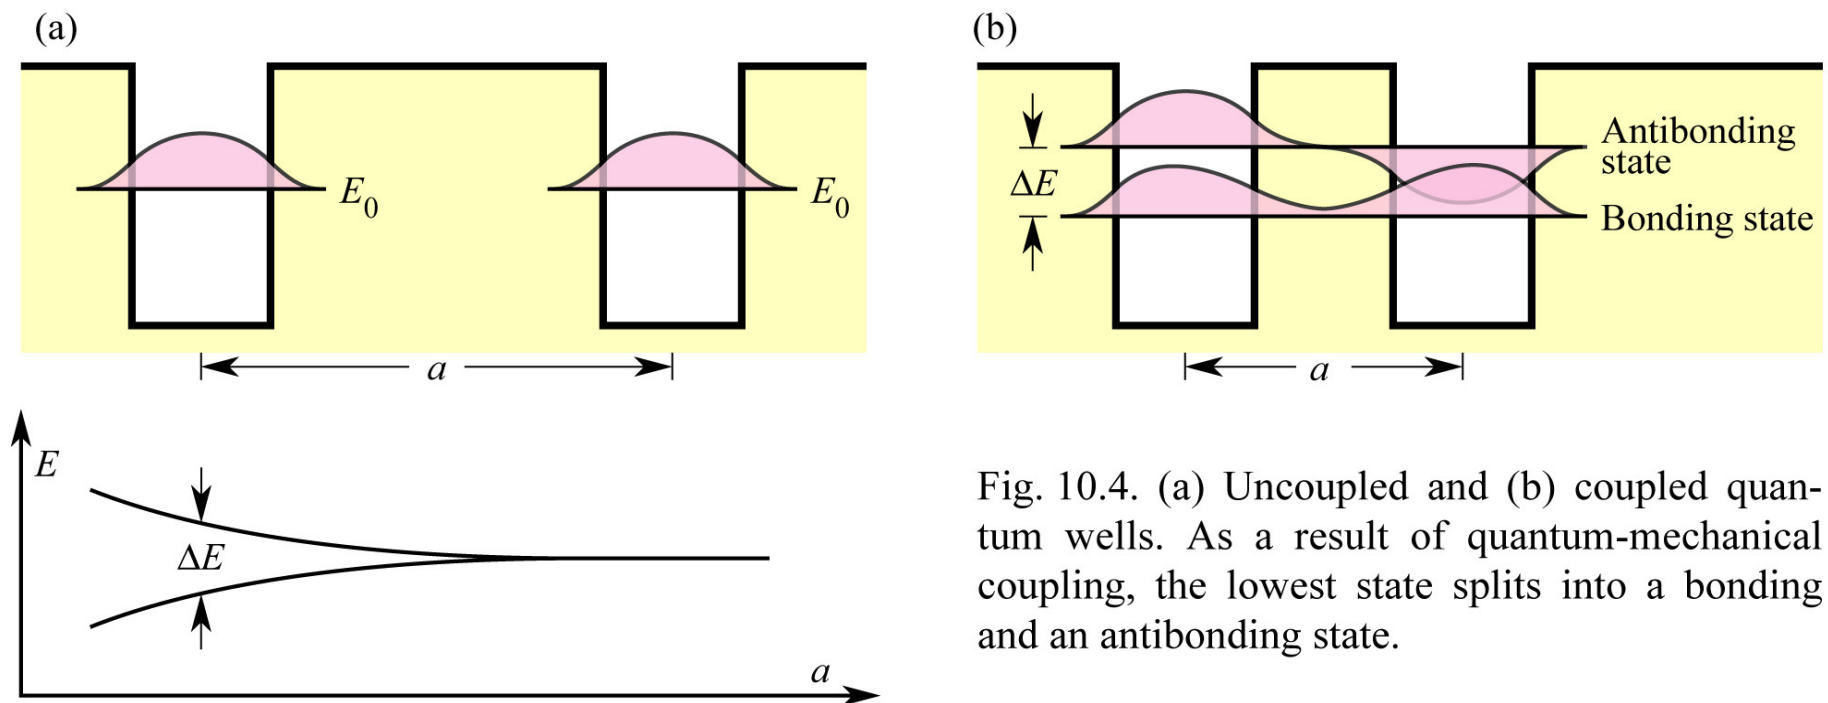 (a)
E₀
E₀
a
(b)
ΔE
Antibonding
state
Bonding state
a
E
ΔE
a
Fig. 10.4. (a) Uncoupled and (b) coupled quan-
tum wells. As a result of quantum-mechanical
coupling, the lowest state splits into a bonding
and an antibonding state.